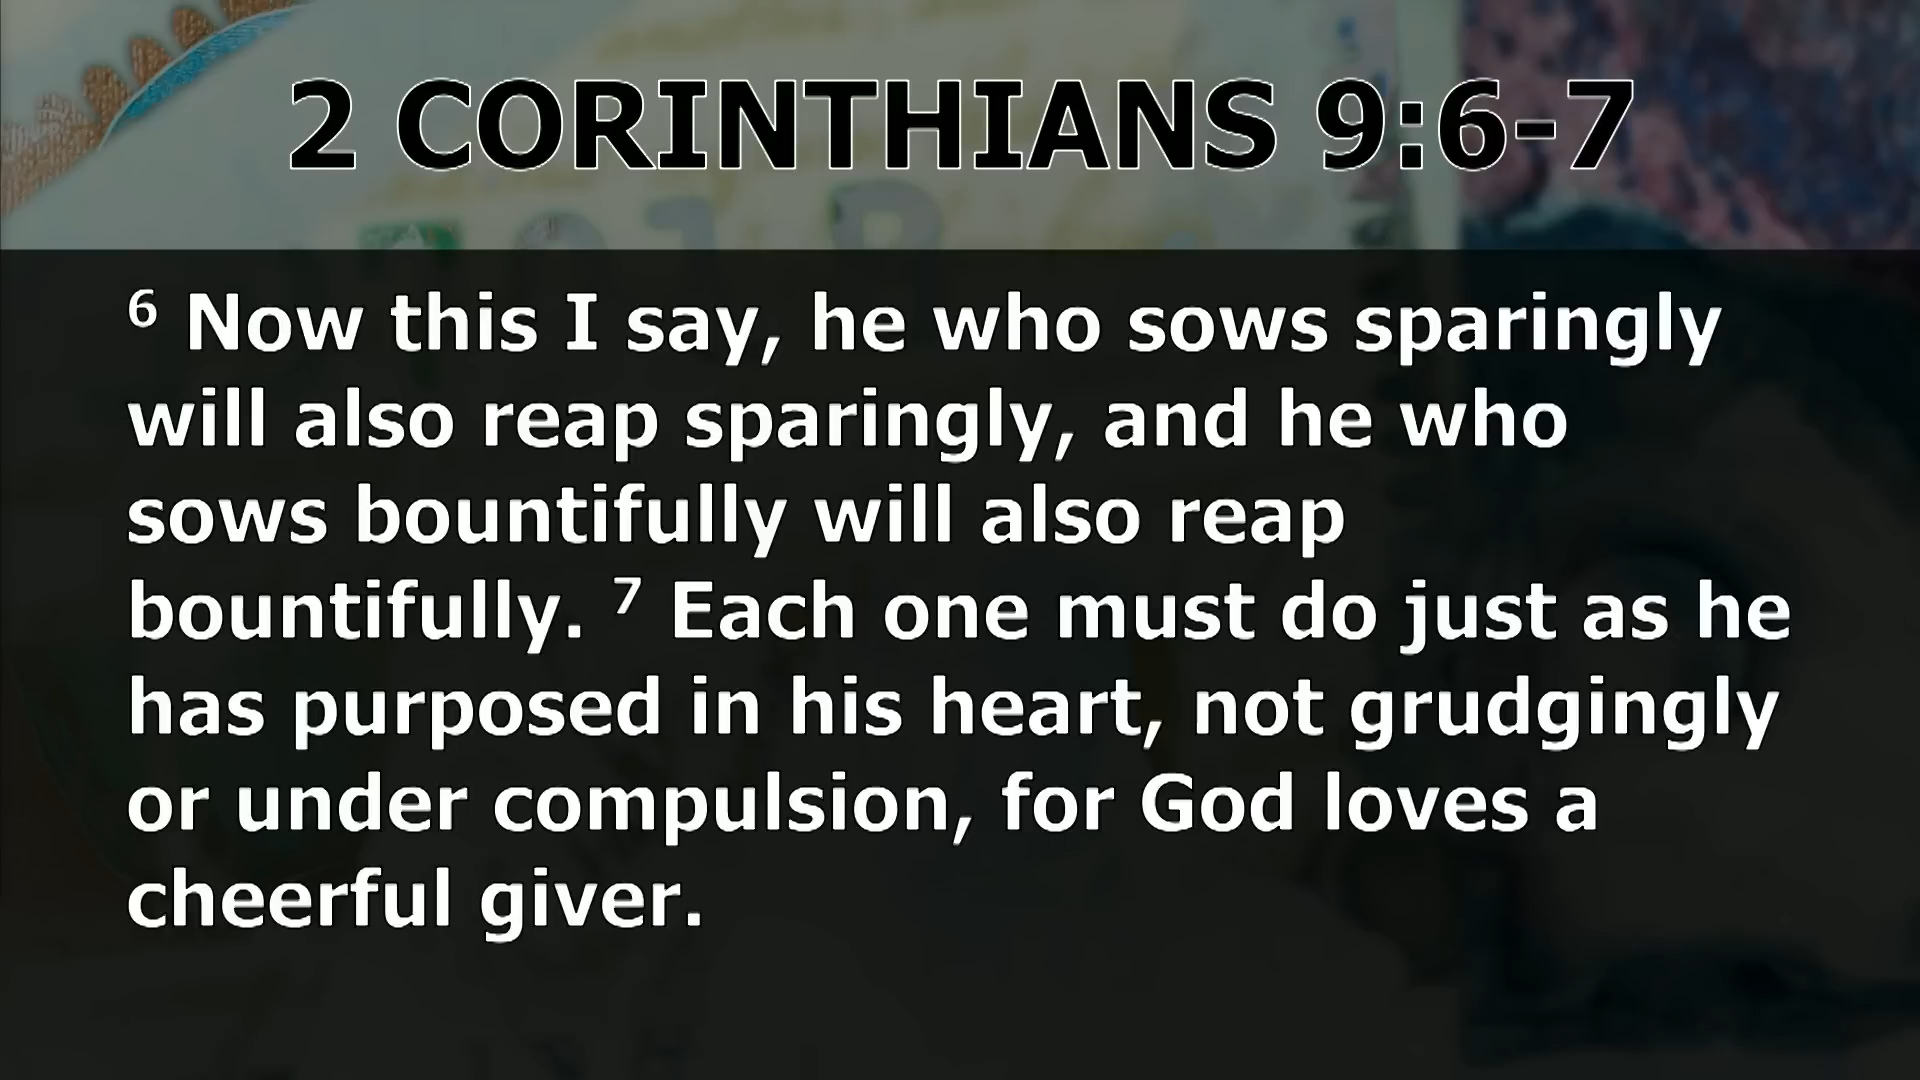 2 CORINTHIANS 9:6-7
⁶ Now this I say, he who sows sparingly
will also reap sparingly, and he who
sows bountifully will also reap
bountifully. ⁷ Each one must do just as he
has purposed in his heart, not grudgingly
or under compulsion, for God loves a
cheerful giver.